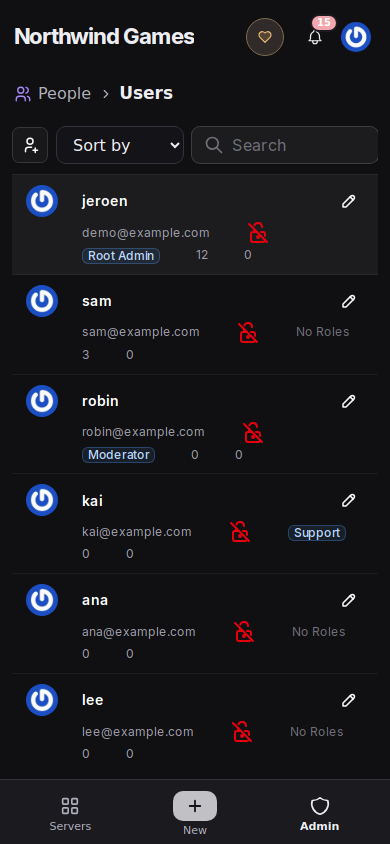 Northwind Games
15
People > Users
Sort by
Search
jeroen
demo@example.com
Root Admin 12 0
sam
sam@example.com No Roles
3 0
robin
robin@example.com
Moderator 0 0
kai
kai@example.com Support
0 0
ana
ana@example.com No Roles
0 0
lee
lee@example.com No Roles
0 0
Servers New Admin